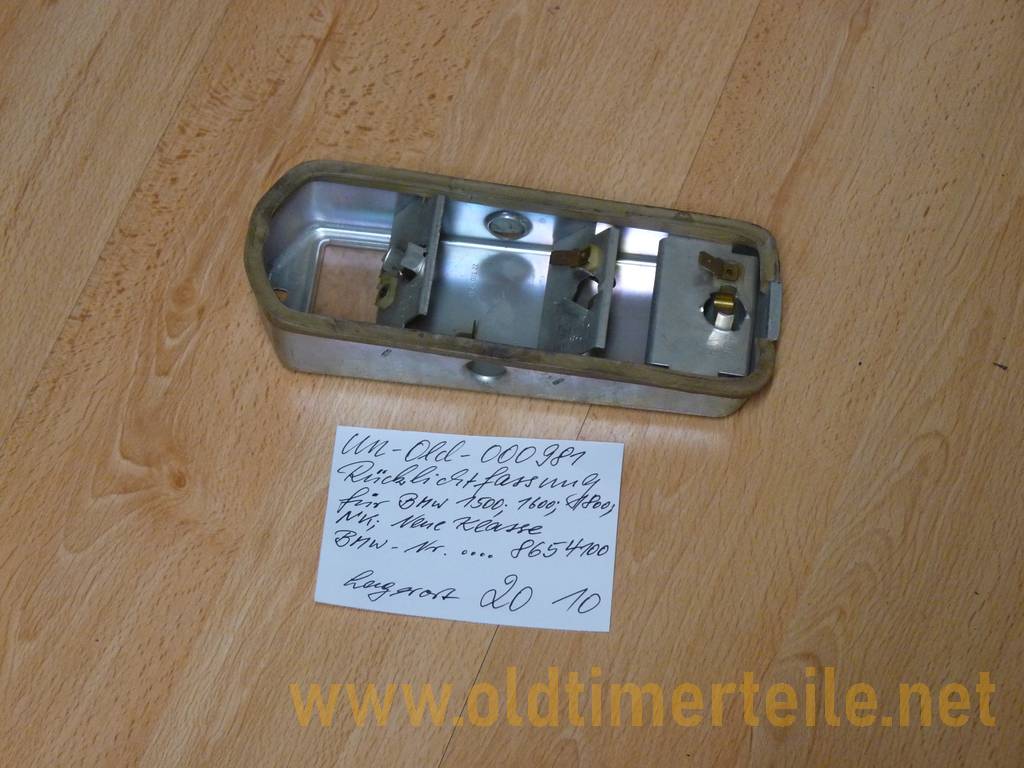 UN-Old-000981
Rücklichtfassung
für BMW 1500; 1600; 1800;
NK; Neue Klasse
BMW-Nr. .... 8654100
Lagerort 20 10
www.oldtimerteile.net